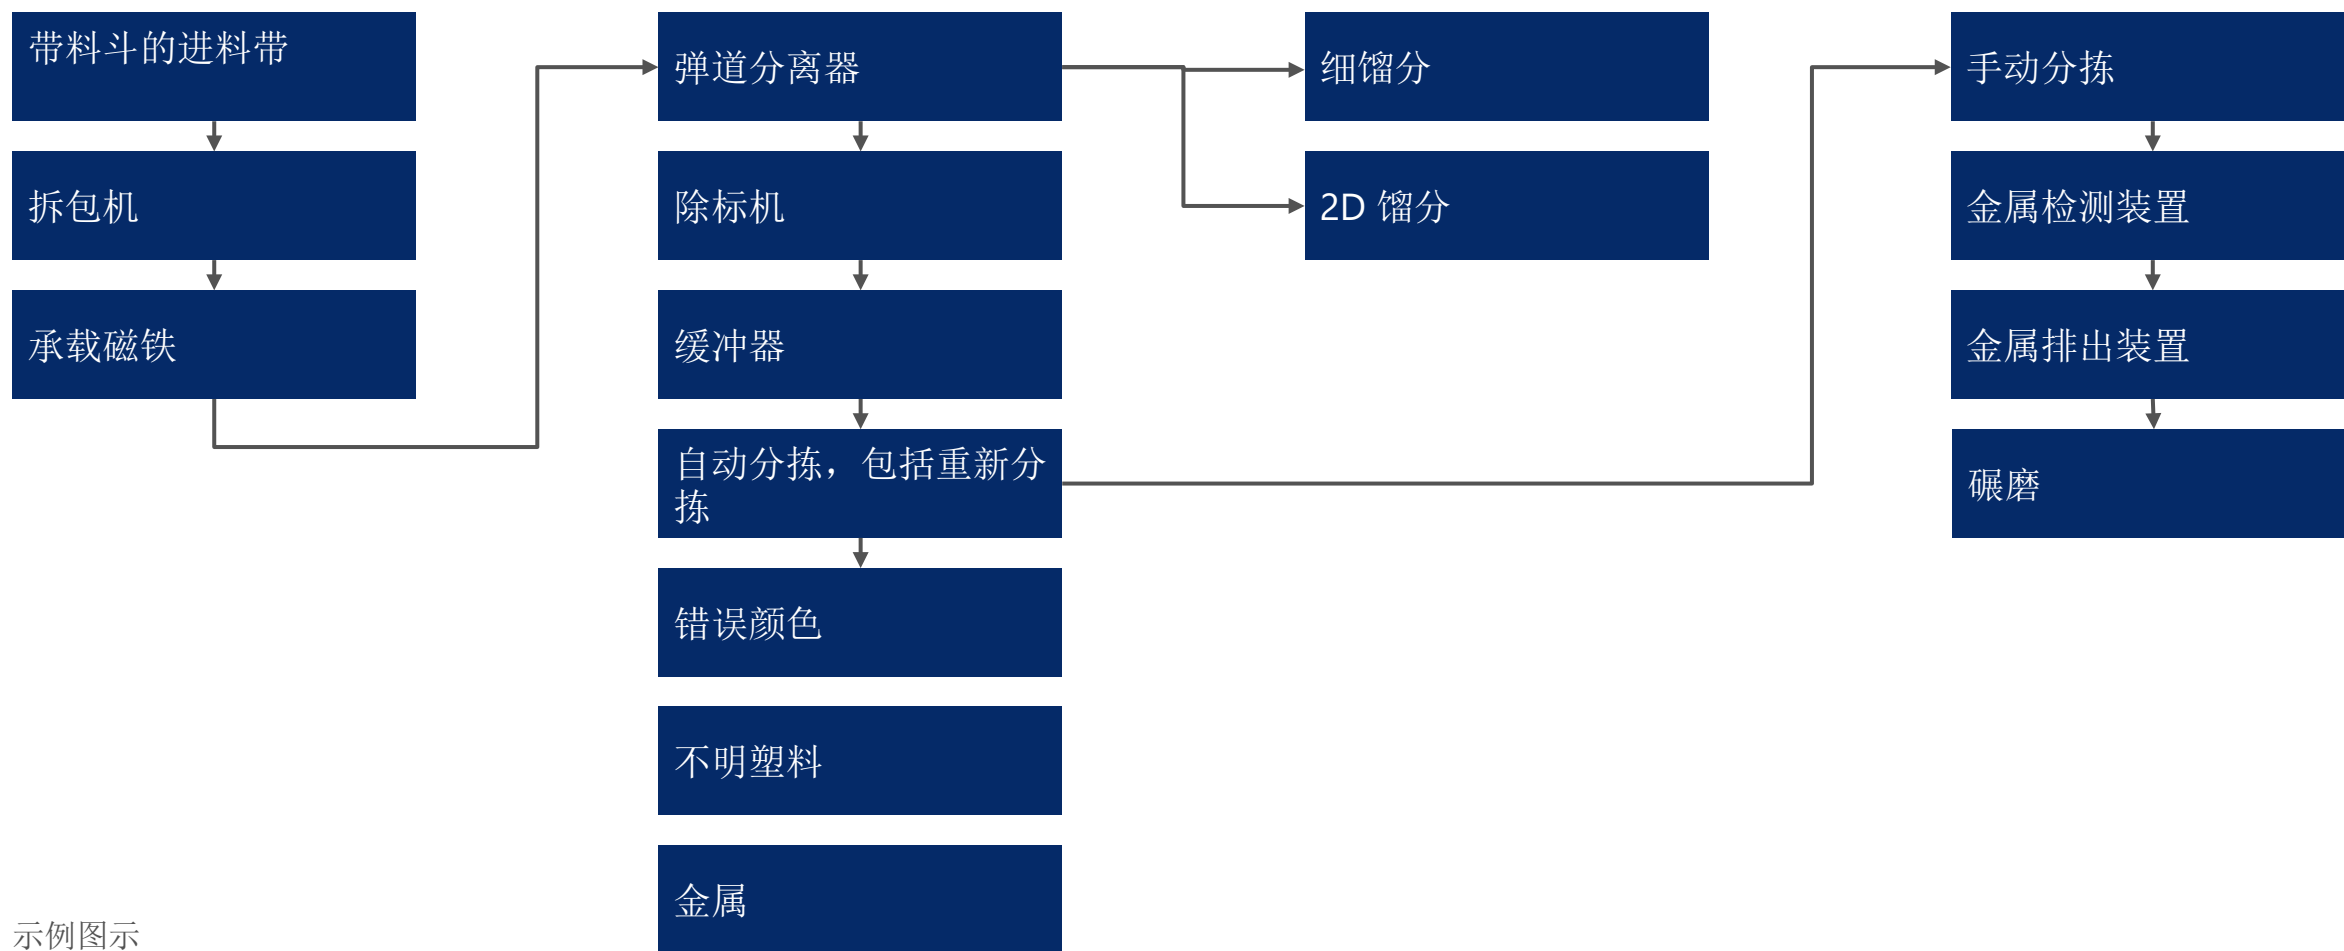 带料斗的进料带
拆包机
承载磁铁
弹道分离器
除标机
缓冲器
自动分拣，包括重新分
拣
错误颜色
不明塑料
金属
细馏分
2D 馏分
手动分拣
金属检测装置
金属排出装置
碾磨
示例图示